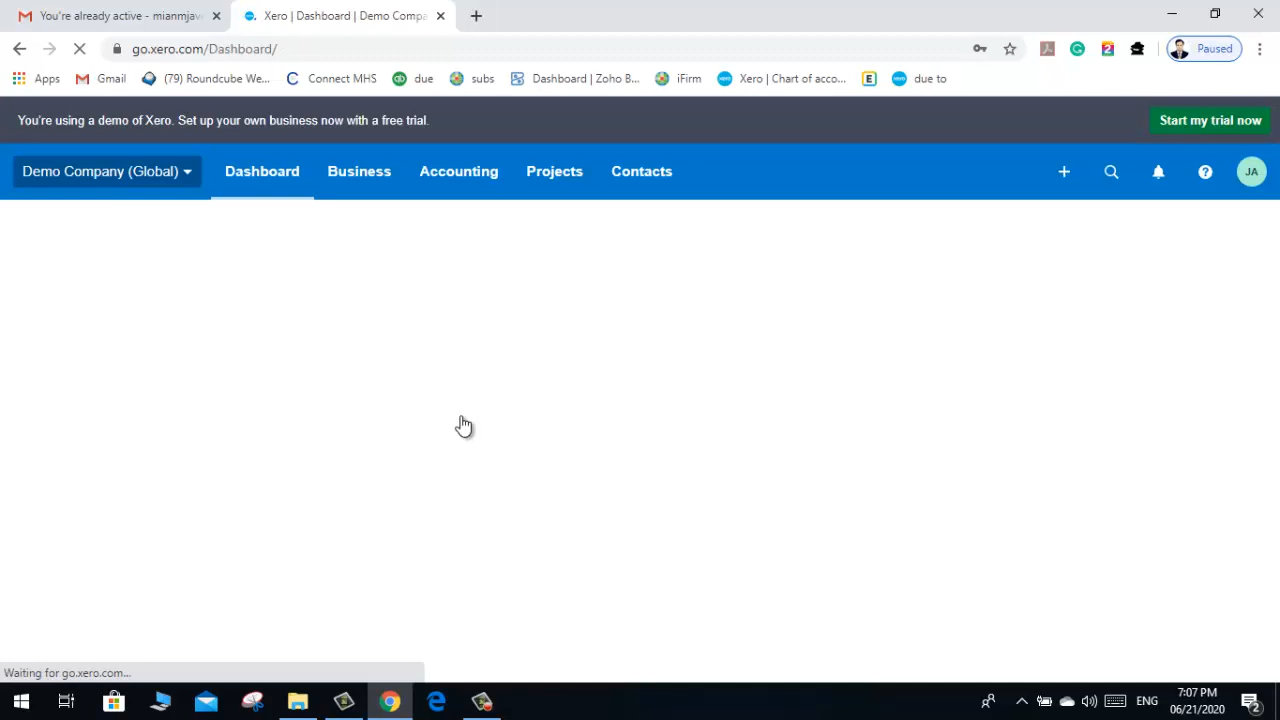 You're already active - mianmjave
Xero | Dashboard | Demo Compa
go.xero.com/Dashboard/
Paused
Apps
Gmail
(79) Roundcube We...
Connect MHS
due
subs
Dashboard | Zoho B...
iFirm
Xero | Chart of acco...
due to
You're using a demo of Xero. Set up your own business now with a free trial.
Start my trial now
Demo Company (Global)
Dashboard
Business
Accounting
Projects
Contacts
JA
Waiting for go.xero.com...
ENG
7:07 PM
06/21/2020
2